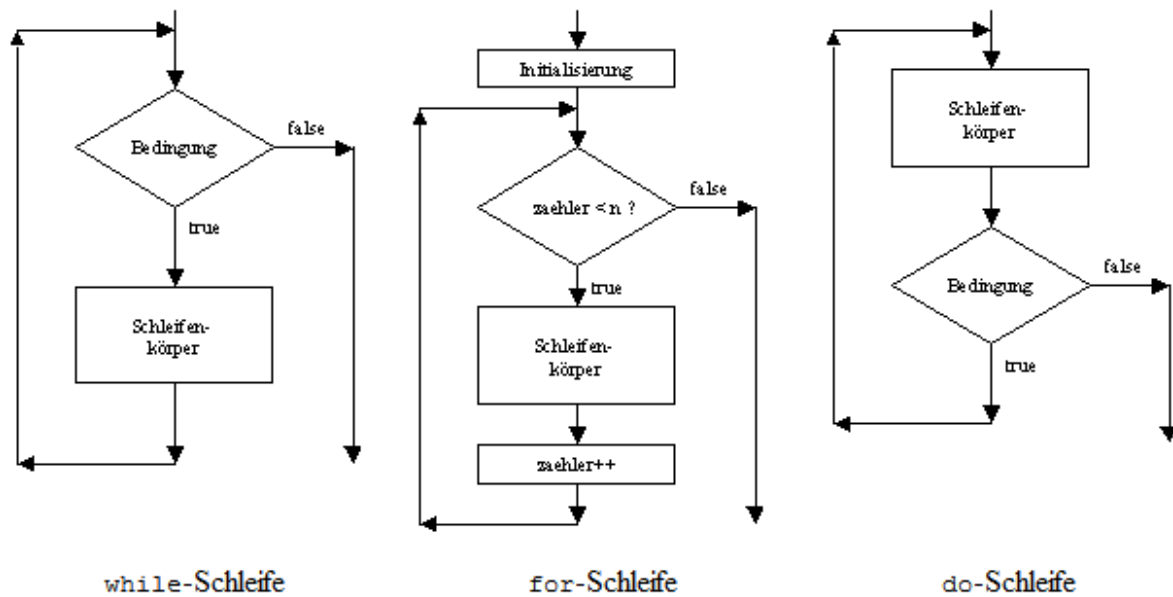 Bedingung
false
true
Schleifen-
körper
while-Schleife
Initialisierung
zaehler < n ?
false
true
Schleifen-
körper
zaehler++
for-Schleife
Schleifen-
körper
Bedingung
false
true
do-Schleife